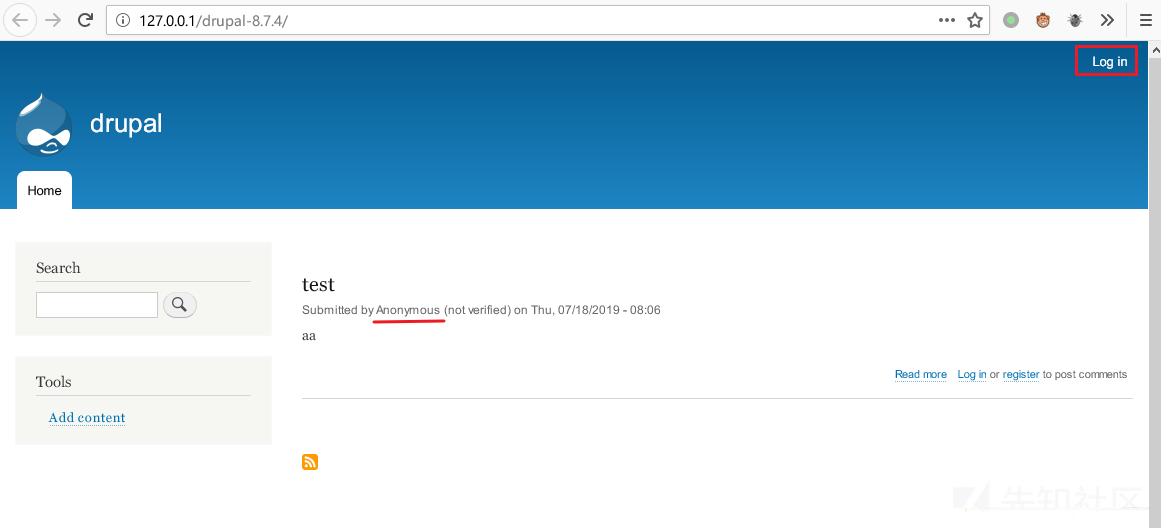 127.0.0.1/drupal-8.7.4/
Log in
drupal
Home
Search
test
Submitted by Anonymous (not verified) on Thu, 07/18/2019 - 08:06
aa
Tools
Read more Log in or register to post comments
Add content
先知社区